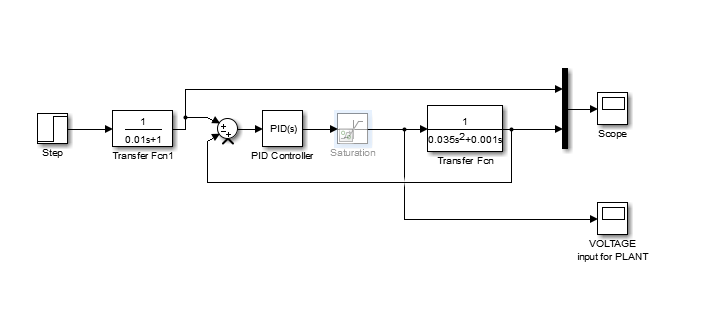 1
0.01s+1
PID(s)
1
0.035s²+0.001s
Step
Transfer Fcn1
PID Controller
Saturation
Transfer Fcn
Scope
VOLTAGE
input for PLANT